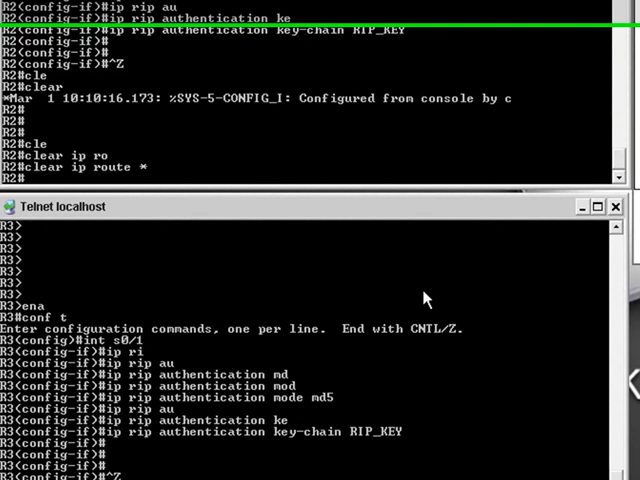 R2(config-if)#ip rip au
R2(config-if)#ip rip authentication ke
R2(config-if)#ip rip authentication key-chain RIP_KEY
R2(config-if)#
R2(config-if)#
R2(config-if)#^Z
R2#cle
R2#clear
*Mar  1 10:10:16.173: %SYS-5-CONFIG_I: Configured from console by c
R2#
R2#
R2#
R2#cle
R2#clear ip ro
R2#clear ip route *
R2#
Telnet localhost
R3>
R3>
R3>
R3>
R3>
R3>
R3>
R3>ena
R3#conf t
Enter configuration commands, one per line.  End with CNTL/Z.
R3(config)#int s0/1
R3(config-if)#ip ri
R3(config-if)#ip rip au
R3(config-if)#ip rip authentication md
R3(config-if)#ip rip authentication mod
R3(config-if)#ip rip authentication mode md5
R3(config-if)#ip rip au
R3(config-if)#ip rip authentication ke
R3(config-if)#ip rip authentication key-chain RIP_KEY
R3(config-if)#
R3(config-if)#
R3(config-if)#
R3(config-if)#^Z